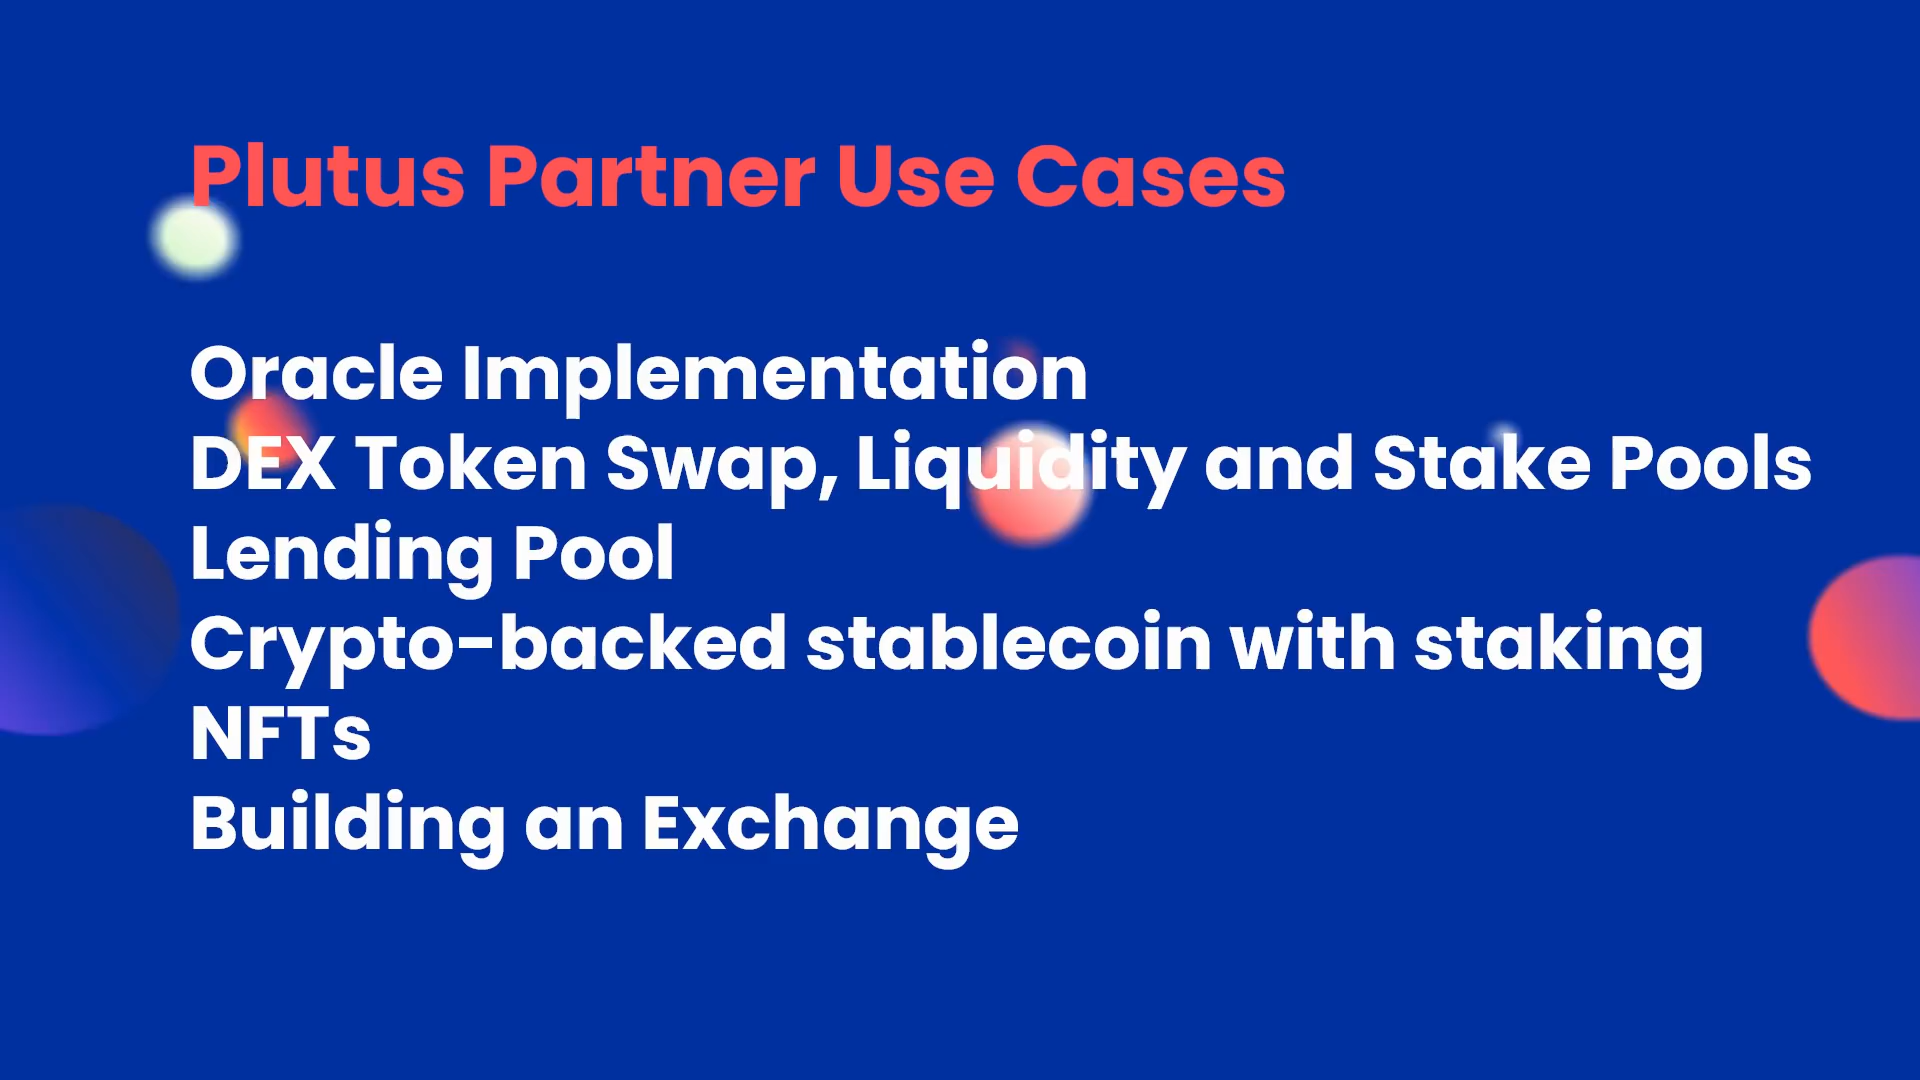 Plutus Partner Use Cases
Oracle Implementation
DEX Token Swap, Liquidity and Stake Pools
Lending Pool
Crypto-backed stablecoin with staking
NFTs
Building an Exchange